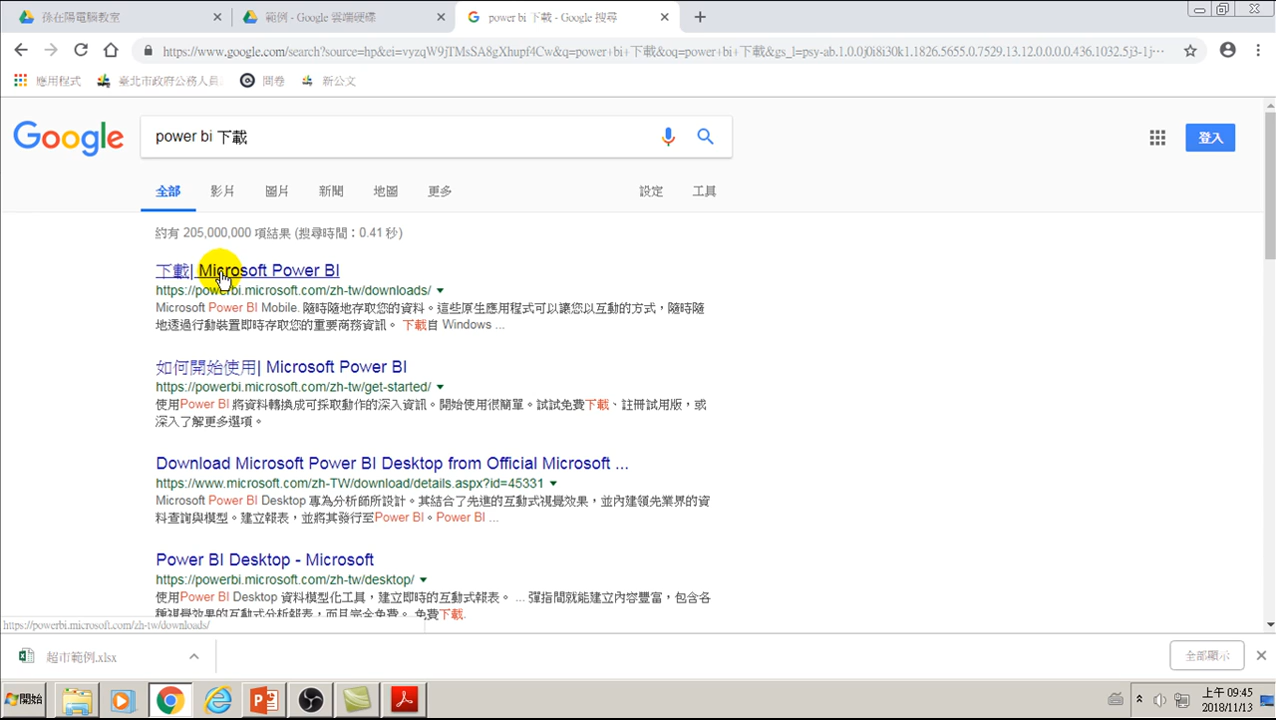 孫在陽電腦教室
範例 - Google 雲端硬碟
power bi 下載 - Google 搜尋
https://www.google.com/search?source=hp&ei=vyzqW9JTMsSA8gXhupf4Cw&q=power+bi+下載&oq=power+bi+下載&gs_l=psy-ab.1.0.0j0i8i30k1.1826.5655.0.7529.13.12.0.0.0.0.436.1032.5j3-1j···
應用程式
臺北市政府公務人員
問卷
新公文
Google
power bi 下載
登入
全部
影片
圖片
新聞
地圖
更多
設定
工具
約有 205,000,000 項結果 (搜尋時間：0.41 秒)
下載| Microsoft Power BI
https://powerbi.microsoft.com/zh-tw/downloads/
Microsoft Power BI Mobile. 隨時隨地存取您的資料。這些原生應用程式可以讓您以互動的方式，隨時隨
地透過行動裝置即時存取您的重要商務資訊。 下載自 Windows ...
如何開始使用| Microsoft Power BI
https://powerbi.microsoft.com/zh-tw/get-started/
使用Power BI 將資料轉換成可採取動作的深入資訊。開始使用很簡單。試試免費下載、註冊試用版，或
深入了解更多選項。
Download Microsoft Power BI Desktop from Official Microsoft ...
https://www.microsoft.com/zh-TW/download/details.aspx?id=45331
Microsoft Power BI Desktop 專為分析師所設計。其結合了先進的互動式視覺效果，並內建領先業界的資
料查詢與模型。建立報表，並將其發行至Power BI。Power BI ...
Power BI Desktop - Microsoft
https://powerbi.microsoft.com/zh-tw/desktop/
使用Power BI Desktop 資料模型化工具，建立即時的互動式報表。 ... 彈指間就能建立內容豐富，包含各
種視覺效果的互動式分析報表，而且完全免費。 免費下載.
https://powerbi.microsoft.com/zh-tw/downloads/
超市範例.xlsx
全部顯示
開始
上午 09:45
2018/11/13